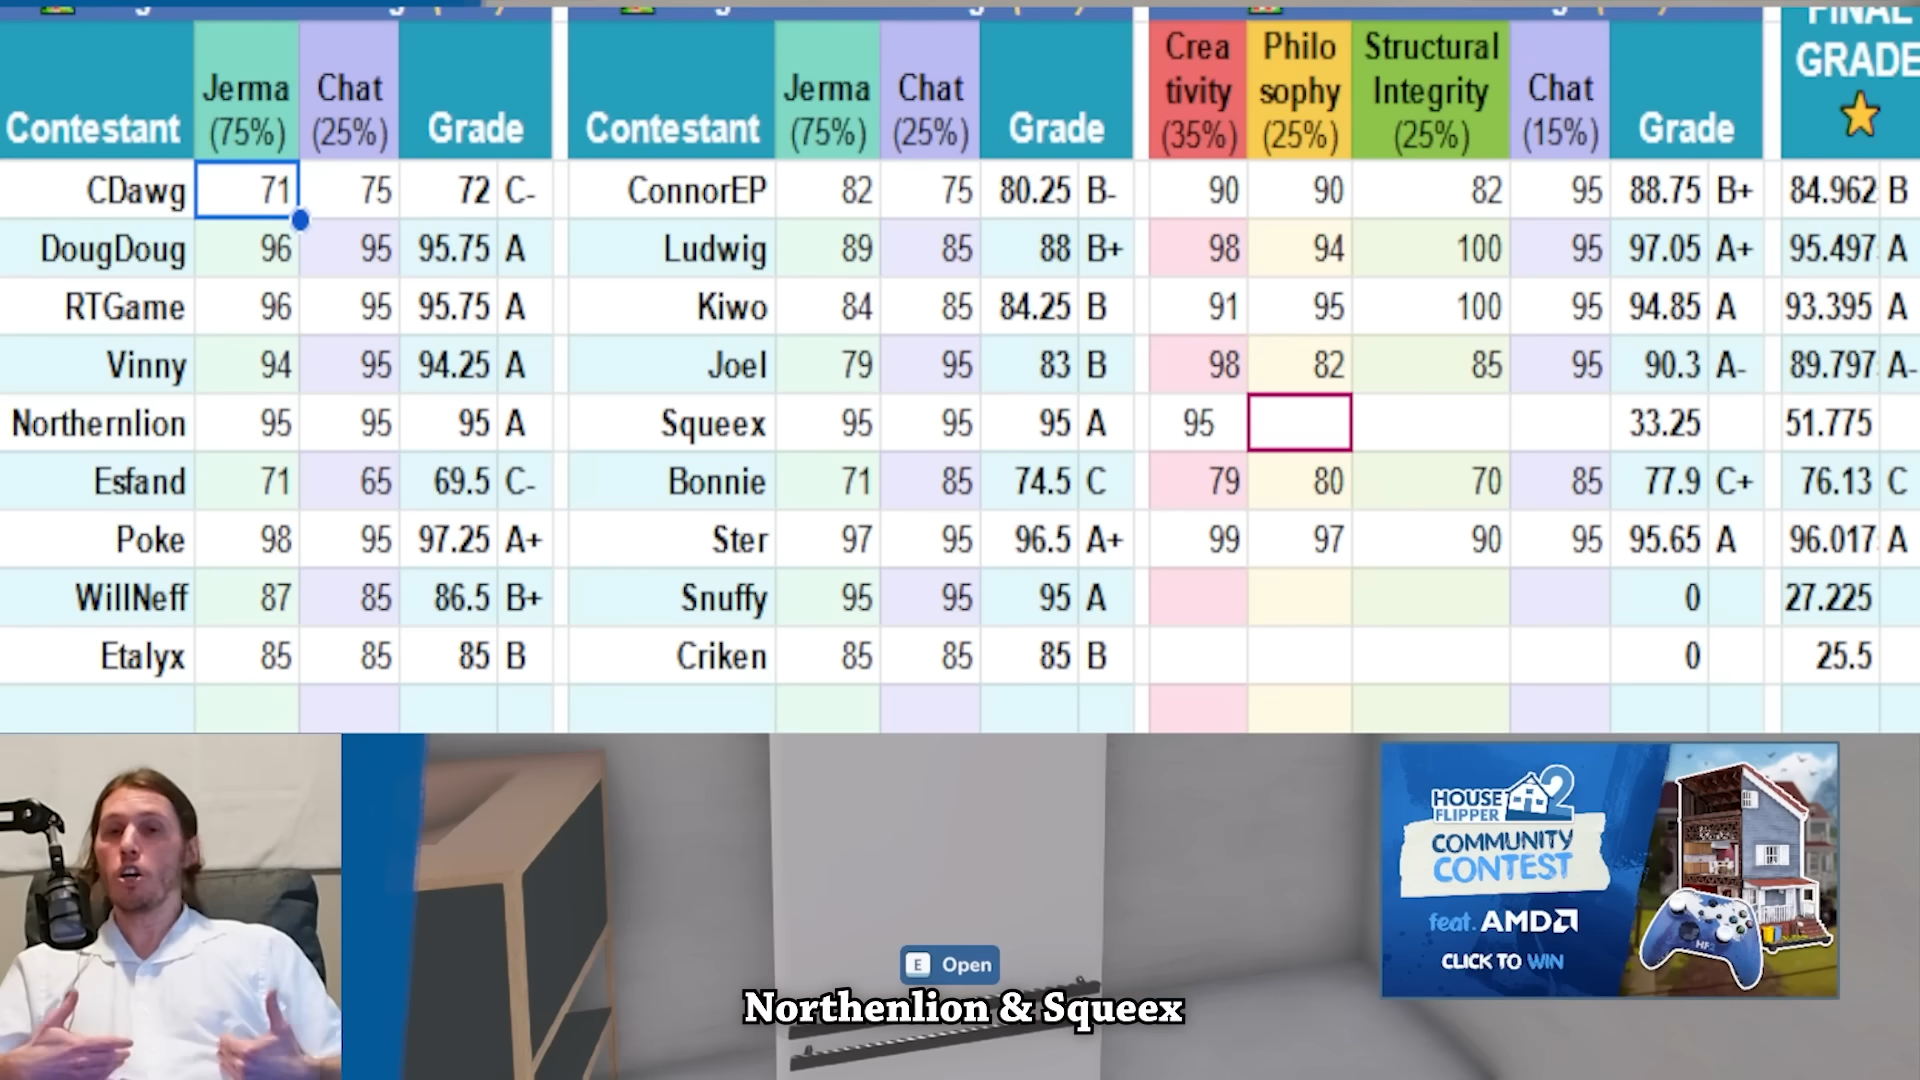 FINAL
Crea Philo Structural GRADE
Jerma Chat Jerma Chat tivity sophy Integrity Chat
Contestant (75%) (25%) Grade Contestant (75%) (25%) Grade (35%) (25%) (25%) (15%) Grade
CDawg 71 75 72 C- ConnorEP 82 75 80.25 B- 90 90 82 95 88.75 B+ 84.962 B
DougDoug 96 95 95.75 A Ludwig 89 85 88 B+ 98 94 100 95 97.05 A+ 95.497 A
RTGame 96 95 95.75 A Kiwo 84 85 84.25 B 91 95 100 95 94.85 A 93.395 A
Vinny 94 95 94.25 A Joel 79 95 83 B 98 82 85 95 90.3 A- 89.797 A-
Northernlion 95 95 95 A Squeex 95 95 95 A 95 33.25 51.775
Esfand 71 65 69.5 C- Bonnie 71 85 74.5 C 79 80 70 85 77.9 C+ 76.13 C
Poke 98 95 97.25 A+ Ster 97 95 96.5 A+ 99 97 90 95 95.65 A 96.017 A
WillNeff 87 85 86.5 B+ Snuffy 95 95 95 A 0 27.225
Etalyx 85 85 85 B Criken 85 85 85 B 0 25.5
HOUSE 2
FLIPPER
COMMUNITY
CONTEST
feat. AMD
CLICK TO WIN
HF2
E Open
Northenlion & Squeex